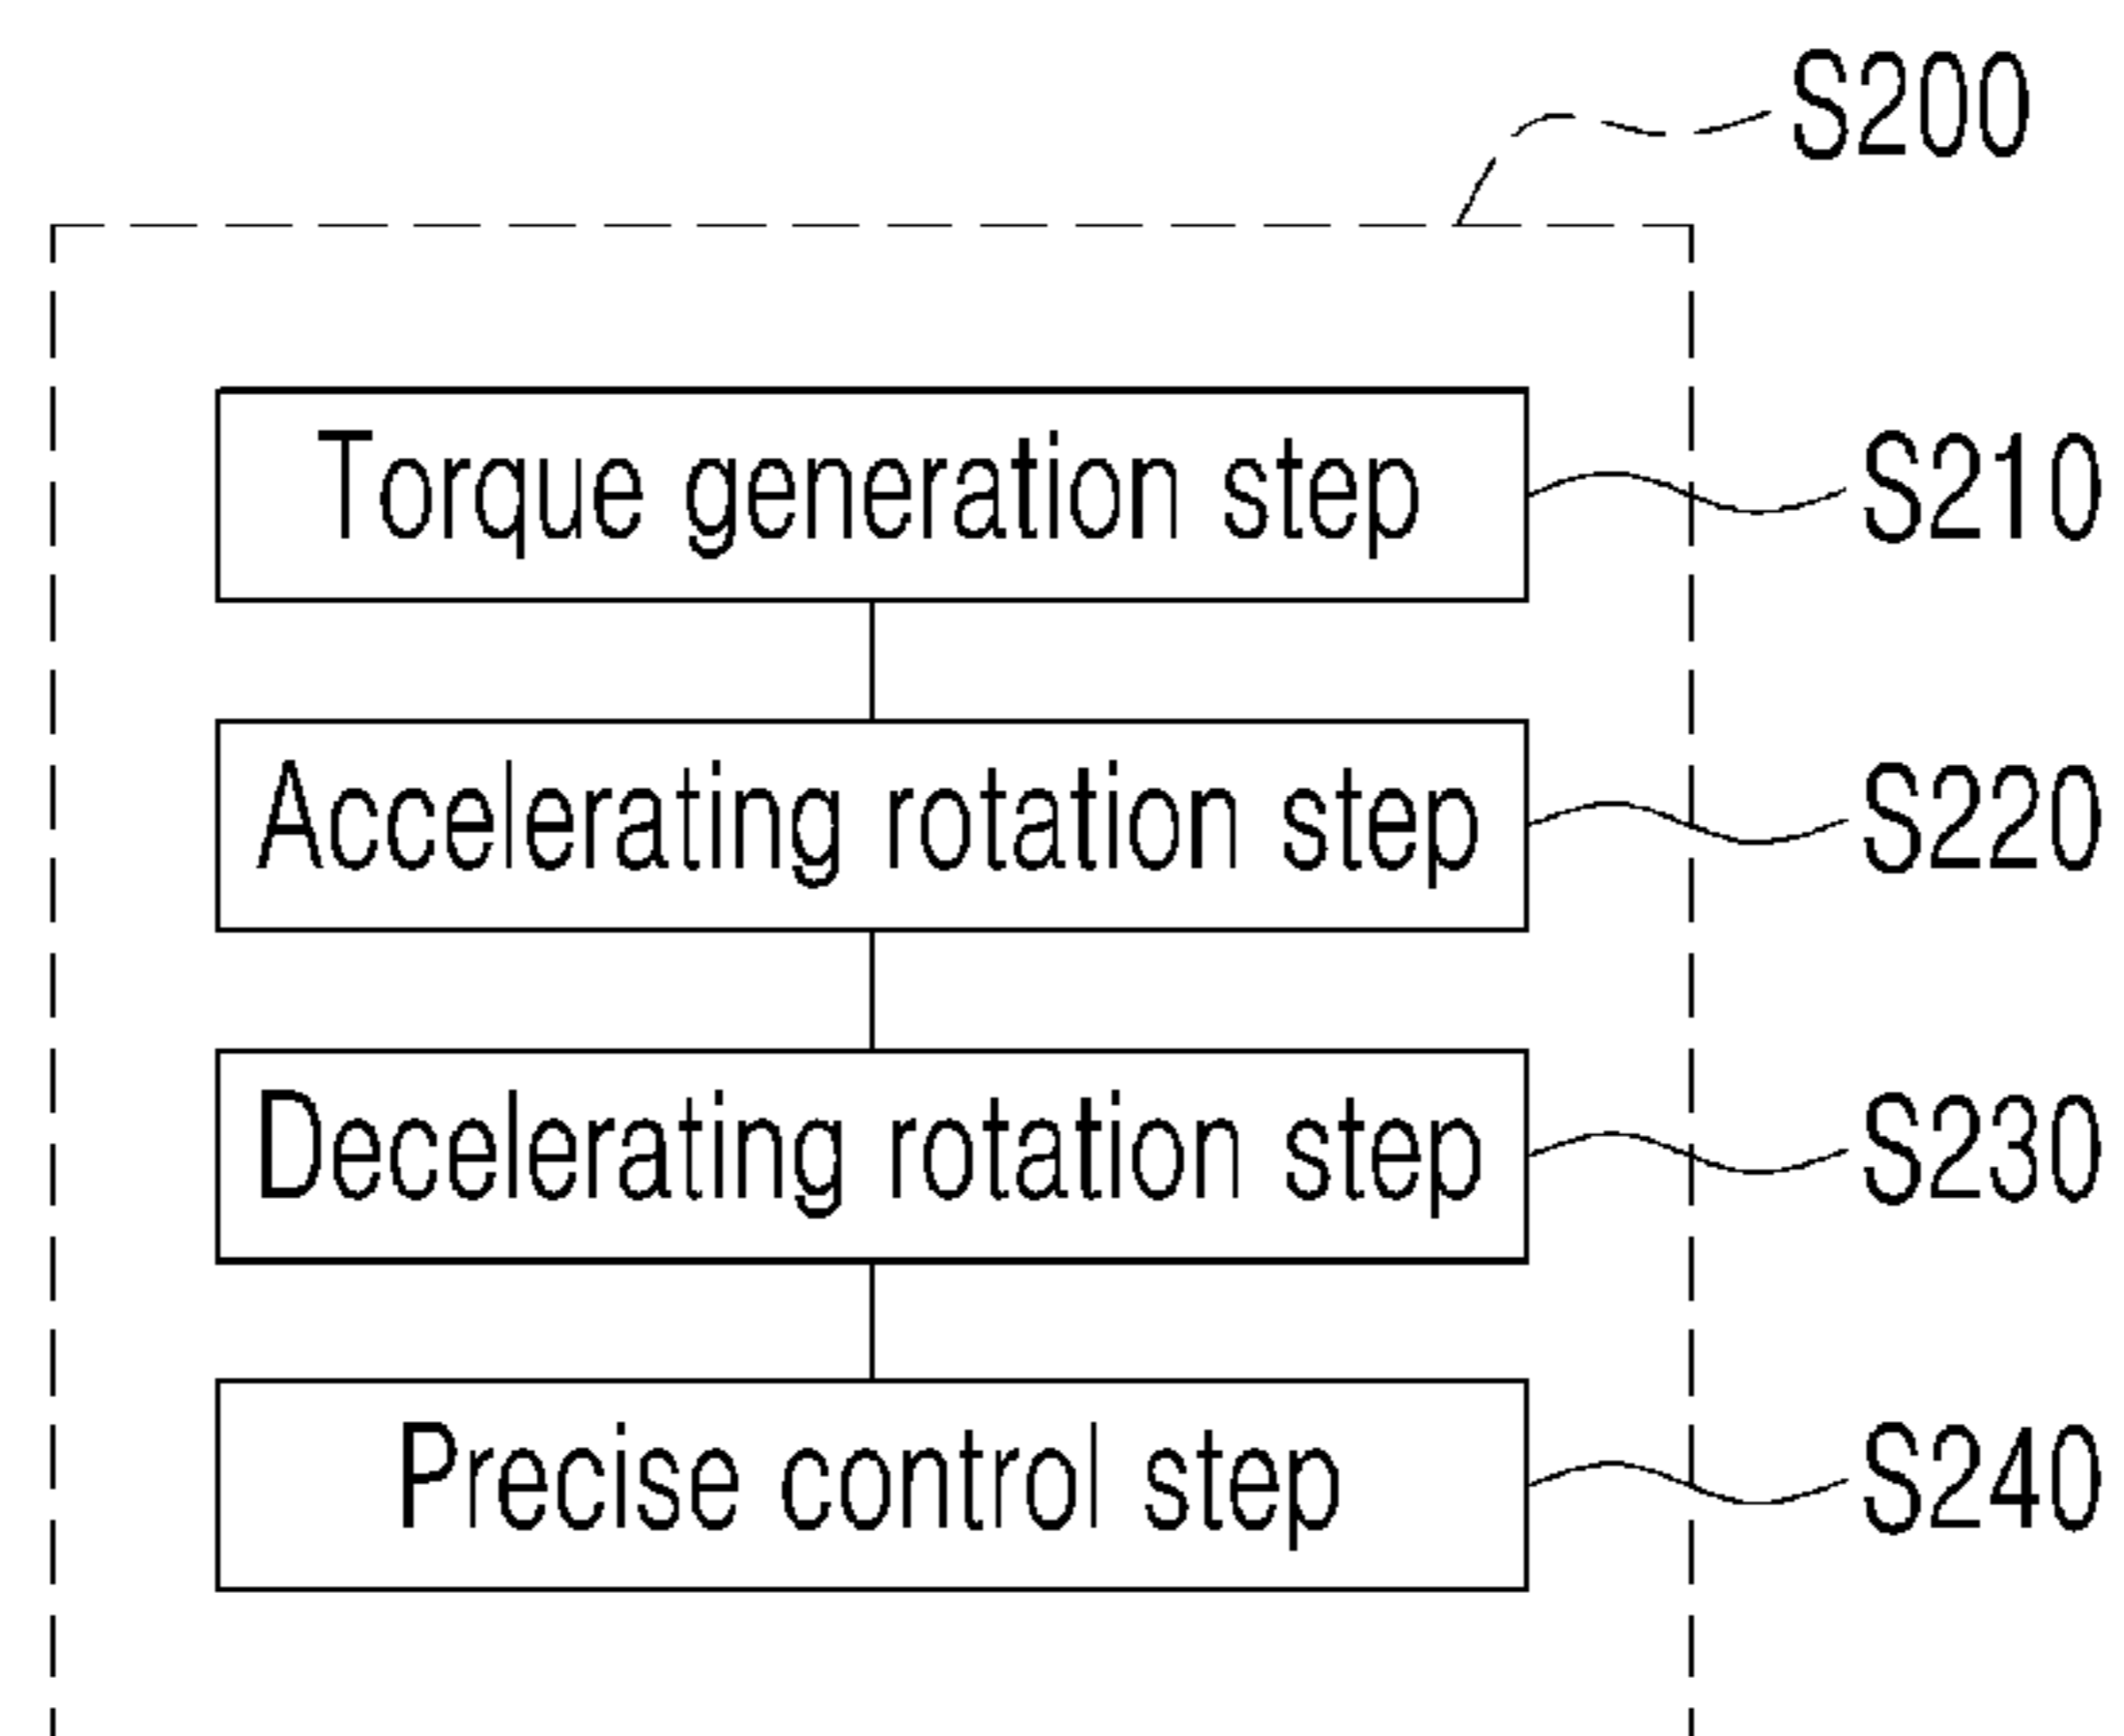 S200
Torque generation step S210
Accelerating rotation step S220
Decelerating rotation step S230
Precise control step S240